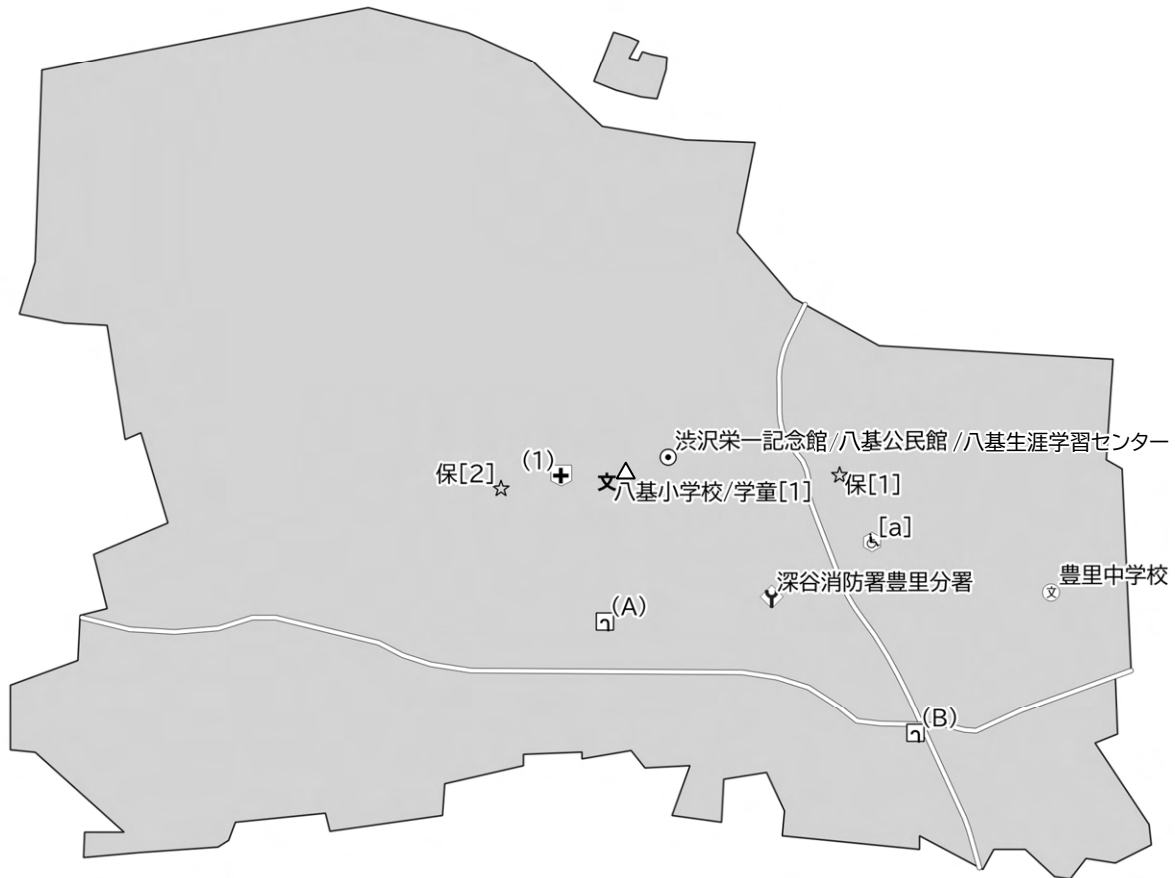 渋沢栄一記念館/八基公民館/八基生涯学習センター
保[2]
(1)
文
八基小学校/学童[1]
保[1]
[a]
深谷消防署豊里分署
豊里中学校
文
(A)
(B)